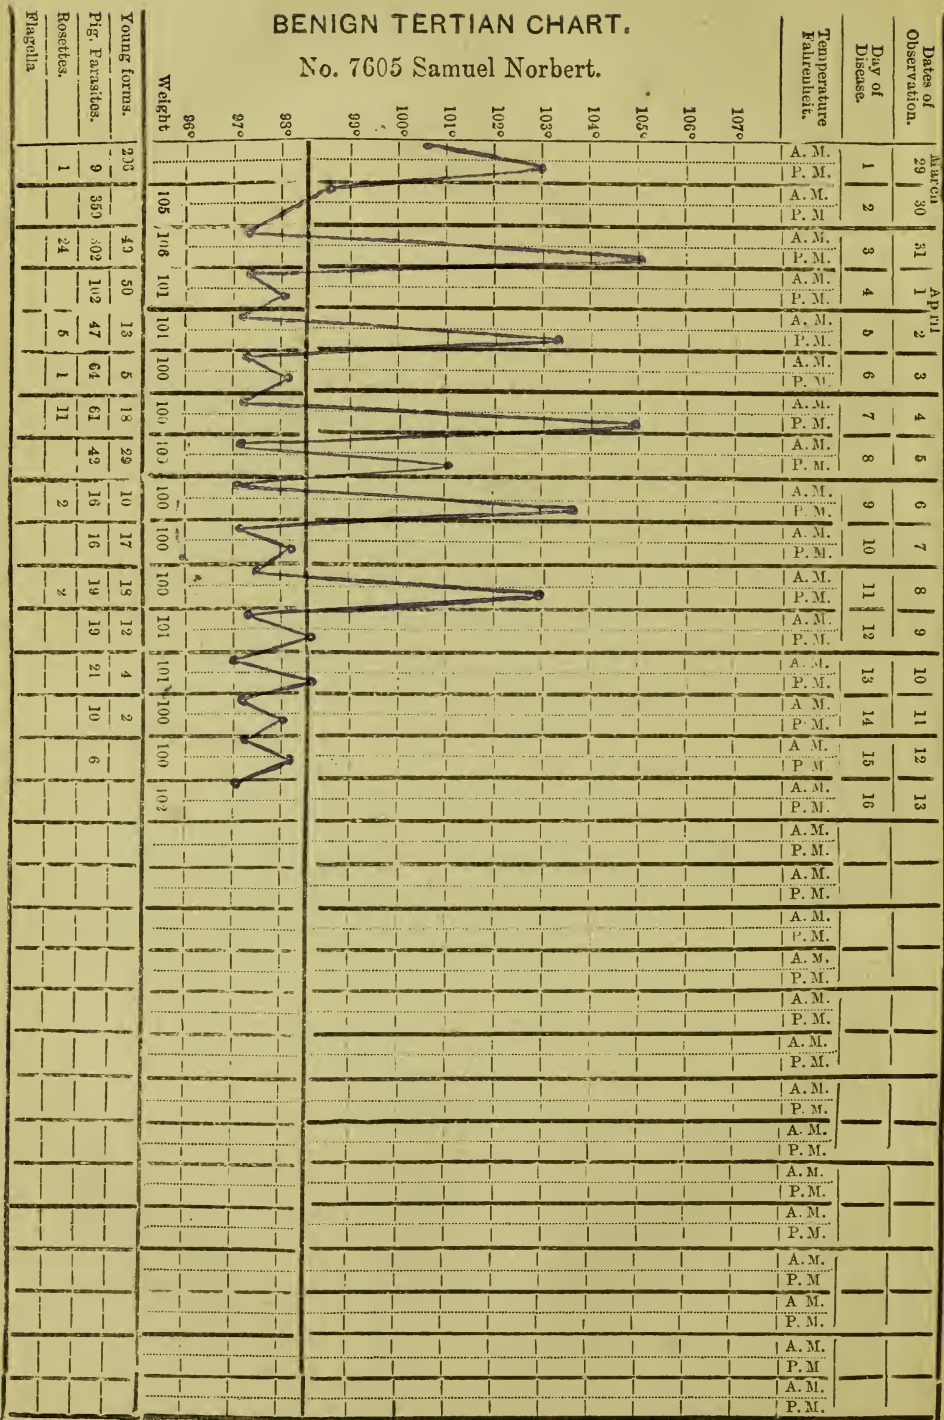 BENIGN TERTIAN CHART.
No. 7605 Samuel Norbert.
Dates of Observation. March 29 30 31 April 1 2 3 4 5 6 7 8 9 10 11 12 13
Day of Disease. 1 2 3 4 5 6 7 8 9 10 11 12 13 14 15 16
Temperature Fahrenheit.
A. M. P. M. A. M. P. M A. M. P. M. A. M. P. M. A. M. P. M. A. M. A. M. P. M. A. M. P. M. A. M. P. M. A. M. P. M. A. M. P. M. A. M. P. M. A. M. P. M. A M. P. M. A M. P M A. M. P. M.
A. M. P. M. A. M. P. M. A. M. P. M. A. M. P. M. A. M. P. M. A. M. P. M. A. M. P. M. A. M. P. M. A. M. P. M. A. M. P. M. A. M. P. M A M. P. M. A. M. P. M A. M. P. M.
107°
106°
105°
104°
103°
102°
101°
100°
99°
98°
97°
96°
Weight 105 106 101 101 100 100 100 100 101 101 100 100 102
Young forms. 50 13 5 18 29 10 17 18 12 4 2
Pig. Parasites. 9 102 47 64 61 16 16 19 19 21 10 6
Rosettes. 1 24 5 1 11 2 2
Flagella